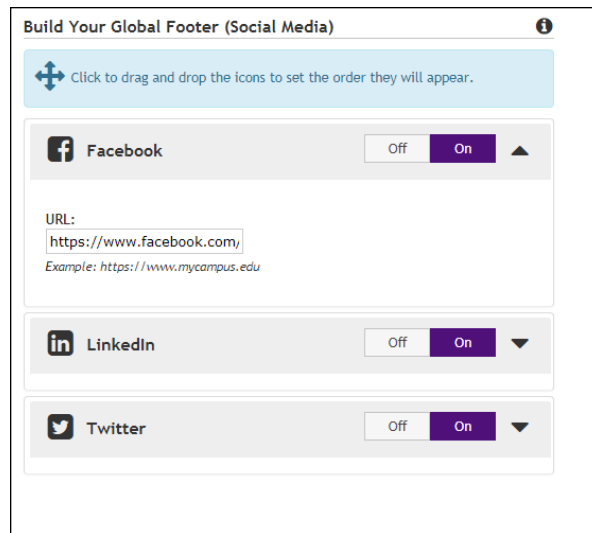 Build Your Global Footer (Social Media)
Click to drag and drop the icons to set the order they will appear.
Facebook
Off On
URL:
https://www.facebook.com/
Example: https://www.mycampus.edu
LinkedIn
Off On
Twitter
Off On